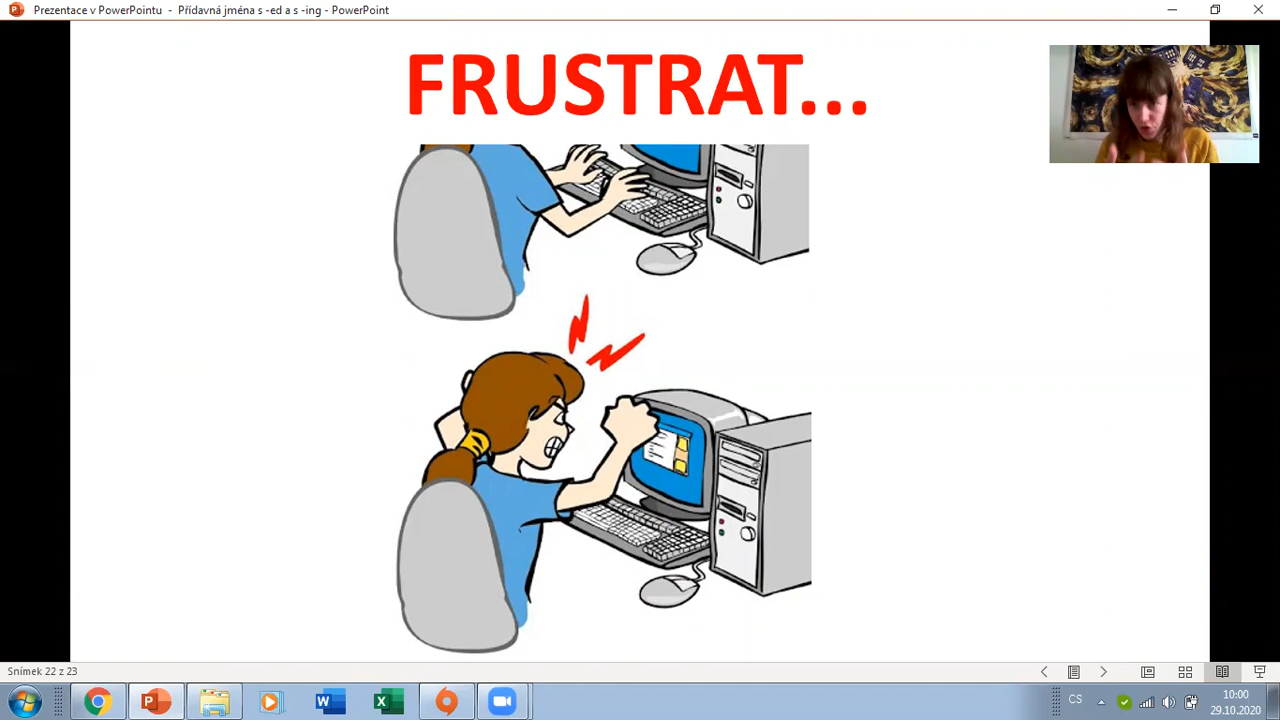 Prezentace v PowerPointu - Přídavná jména s -ed a s -ing - PowerPoint
FRUSTRAT...
Snímek 22 z 23
CS
10:00
29.10.2020